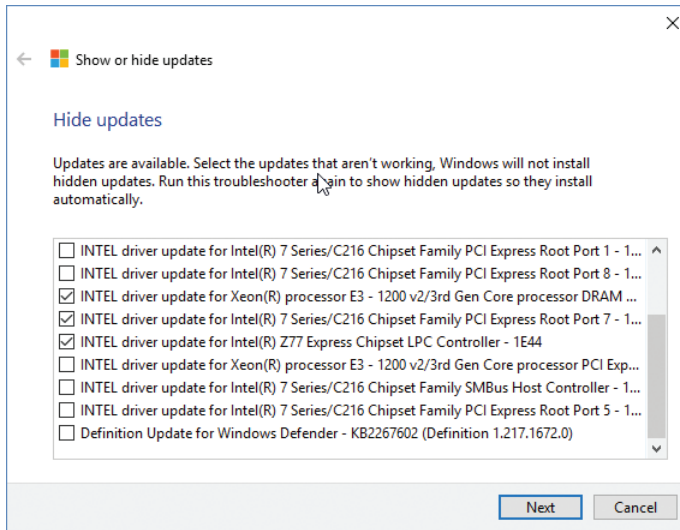 Show or hide updates
Hide updates
Updates are available. Select the updates that aren't working, Windows will not install
hidden updates. Run this troubleshooter again to show hidden updates so they install
automatically.
INTEL driver update for Intel(R) 7 Series/C216 Chipset Family PCI Express Root Port 1 - 1...
INTEL driver update for Intel(R) 7 Series/C216 Chipset Family PCI Express Root Port 8 - 1...
INTEL driver update for Xeon(R) processor E3 - 1200 v2/3rd Gen Core processor DRAM ...
INTEL driver update for Intel(R) 7 Series/C216 Chipset Family PCI Express Root Port 7 - 1...
INTEL driver update for Intel(R) Z77 Express Chipset LPC Controller - 1E44
INTEL driver update for Xeon(R) processor E3 - 1200 v2/3rd Gen Core processor PCI Exp...
INTEL driver update for Intel(R) 7 Series/C216 Chipset Family SMBus Host Controller - 1...
INTEL driver update for Intel(R) 7 Series/C216 Chipset Family PCI Express Root Port 5 - 1...
Definition Update for Windows Defender - KB2267602 (Definition 1.217.1672.0)
Next Cancel